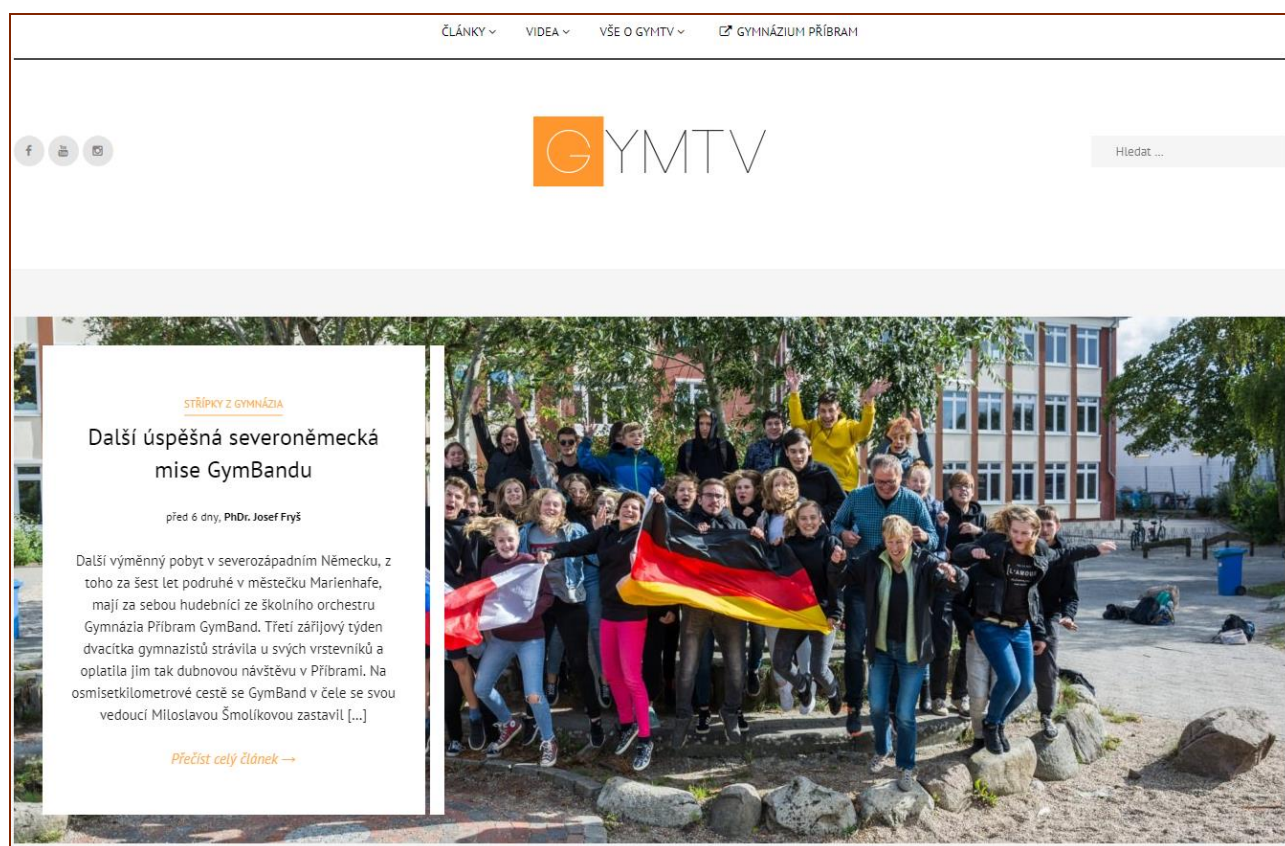 ČLÁNKY VIDEA VŠE O GYMTV GYMNÁZIUM PŘÍBRAM
GYMTV
Hledat ...
STŘÍPKY Z GYMNÁZIA
Další úspěšná severoněmecká
mise GymBandu
před 6 dny, PhDr. Josef Fryš
Další výměnný pobyt v severozápadním Německu, z
toho za šest let podruhé v městečku Marienhafe,
mají za sebou hudebníci ze školního orchestru
Gymnázia Příbram GymBand. Třetí zářijový týden
dvacítka gymnazistů strávila u svých vrstevníků a
oplatila jim tak dubnovou návštěvu v Příbrami. Na
osmisetkilometrové cestě se GymBand v čele se svou
vedoucí Miloslavou Šmolíkovou zastavil [...]
Přečíst celý článek →
L'AMOUR